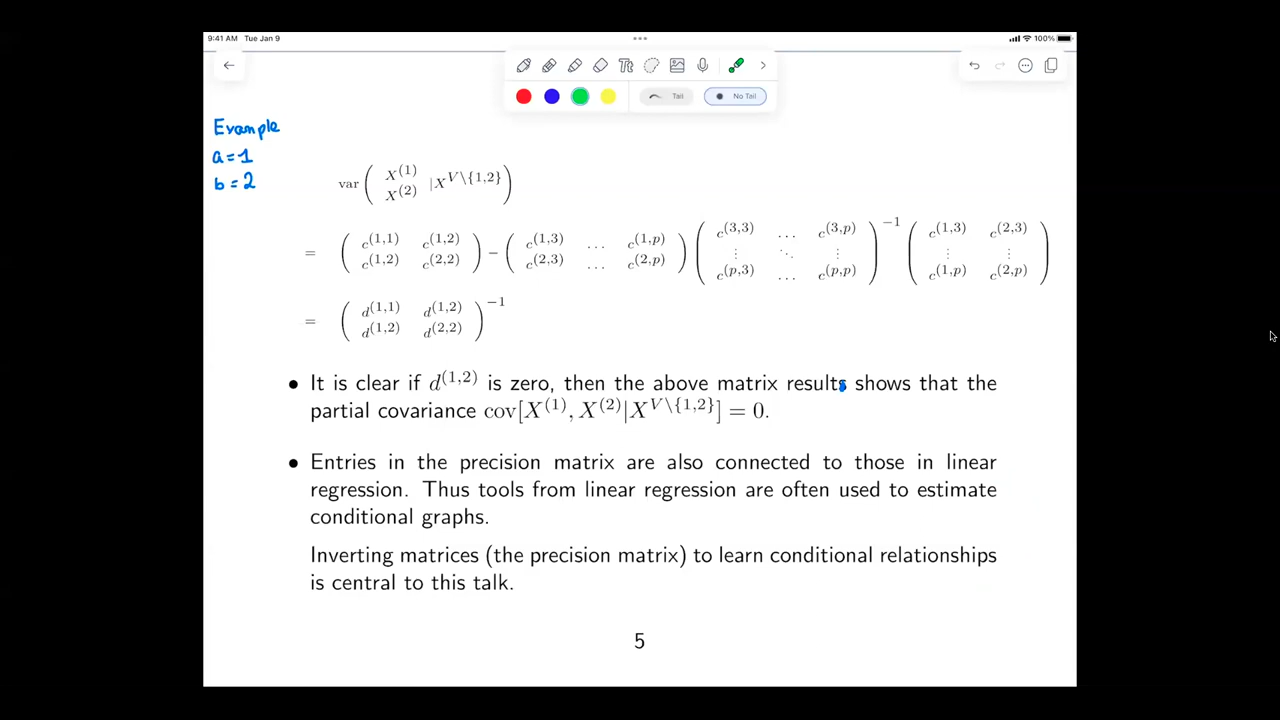 9:41 AM Tue Jan 9
100%
Tt
Tail
No Tail
Example
a = 1
b = 2
var ( X^{(1)} X^{(2)} | X^{V\{1,2}} )
= ( c^{(1,1)} c^{(1,2)} c^{(1,2)} c^{(2,2)} ) − ( c^{(1,3)} … c^{(1,p)} c^{(2,3)} … c^{(2,p)} ) ( c^{(3,3)} … c^{(3,p)} ⋮ ⋱ ⋮ c^{(p,3)} … c^{(p,p)} )^{−1} ( c^{(1,3)} c^{(2,3)} ⋮ ⋮ c^{(1,p)} c^{(2,p)} )
= ( d^{(1,1)} d^{(1,2)} d^{(1,2)} d^{(2,2)} )^{−1}
• It is clear if d^{(1,2)} is zero, then the above matrix results shows that the
partial covariance cov[X^{(1)}, X^{(2)}|X^{V\{1,2}}] = 0.
• Entries in the precision matrix are also connected to those in linear
regression. Thus tools from linear regression are often used to estimate
conditional graphs.
Inverting matrices (the precision matrix) to learn conditional relationships
is central to this talk.
5